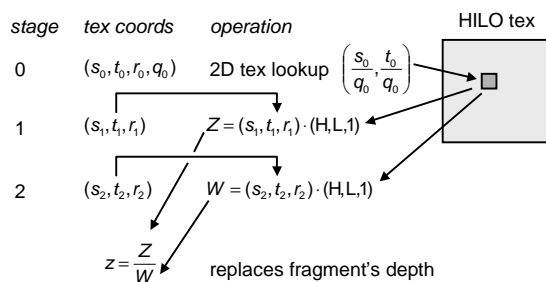 stage tex coords operation HILO tex
0 (s₀, t₀, r₀, q₀) 2D tex lookup (s₀/q₀, t₀/q₀)
1 (s₁, t₁, r₁) Z = (s₁, t₁, r₁) · (H, L, 1)
2 (s₂, t₂, r₂) W = (s₂, t₂, r₂) · (H, L, 1)
z = Z/W replaces fragment's depth